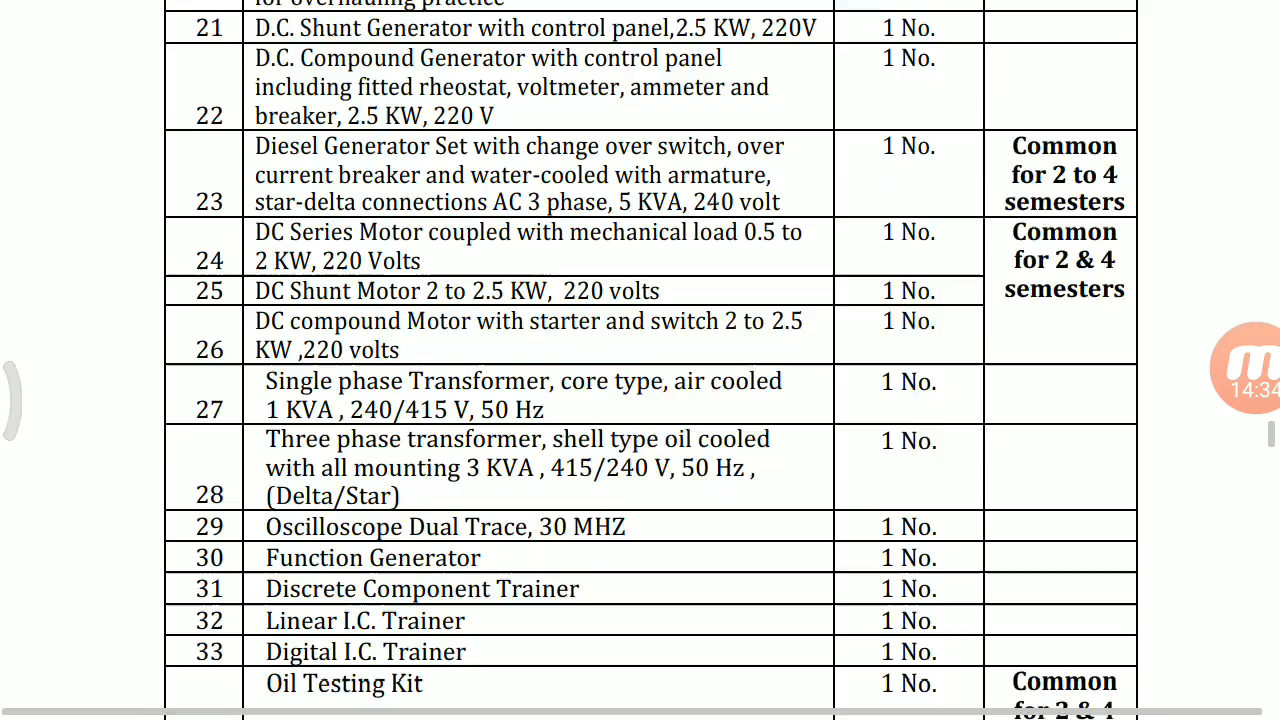 for overhauling practice
21 D.C. Shunt Generator with control panel,2.5 KW, 220V 1 No.
D.C. Compound Generator with control panel 1 No.
including fitted rheostat, voltmeter, ammeter and
22 breaker, 2.5 KW, 220 V
Diesel Generator Set with change over switch, over 1 No. Common
current breaker and water-cooled with armature, for 2 to 4
23 star-delta connections AC 3 phase, 5 KVA, 240 volt semesters
DC Series Motor coupled with mechanical load 0.5 to 1 No. Common
24 2 KW, 220 Volts for 2 & 4
25 DC Shunt Motor 2 to 2.5 KW, 220 volts 1 No. semesters
DC compound Motor with starter and switch 2 to 2.5 1 No.
26 KW ,220 volts
Single phase Transformer, core type, air cooled 1 No.
27 1 KVA , 240/415 V, 50 Hz
14:34
Three phase transformer, shell type oil cooled 1 No.
with all mounting 3 KVA , 415/240 V, 50 Hz ,
28 (Delta/Star)
29 Oscilloscope Dual Trace, 30 MHZ 1 No.
30 Function Generator 1 No.
31 Discrete Component Trainer 1 No.
32 Linear I.C. Trainer 1 No.
33 Digital I.C. Trainer 1 No.
Oil Testing Kit 1 No. Common
for 2 & 4